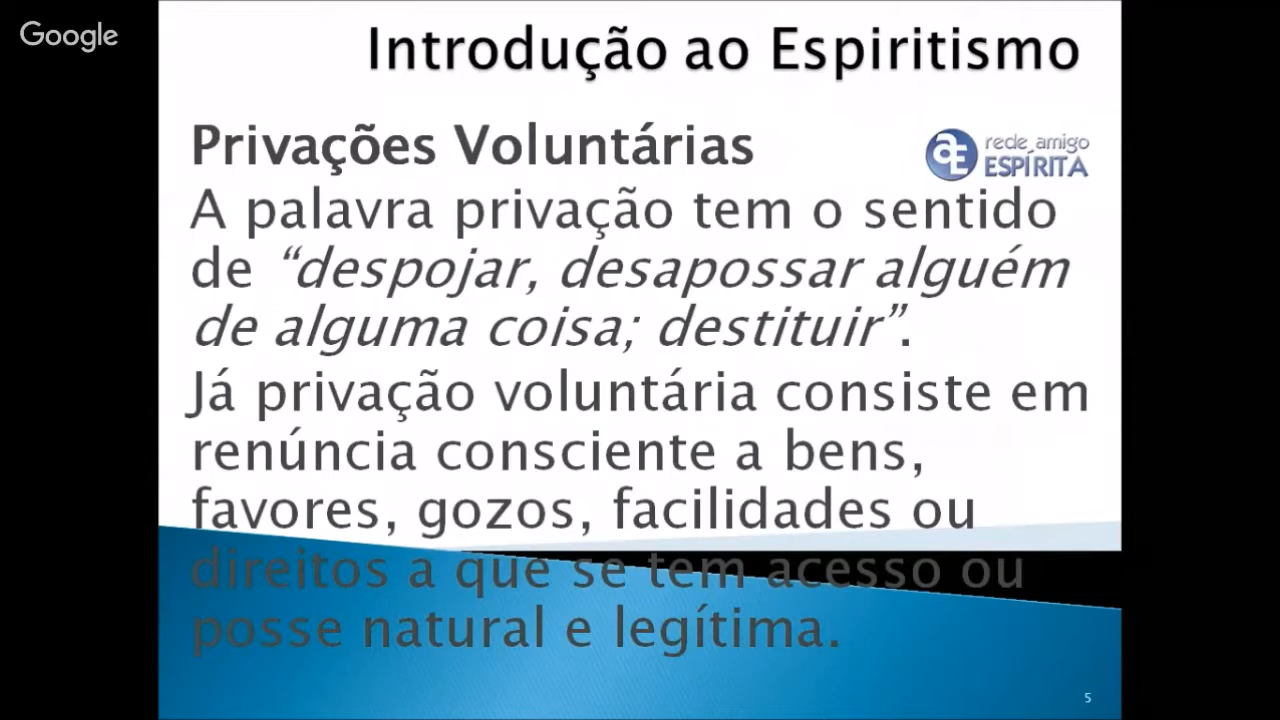 Google
Introdução ao Espiritismo
Privações Voluntárias
aE rede amigo
ESPÍRITA
A palavra privação tem o sentido
de “despojar, desapossar alguém
de alguma coisa; destituir”.
Já privação voluntária consiste em
renúncia consciente a bens,
favores, gozos, facilidades ou
direitos a que se tem acesso ou
posse natural e legítima.
5